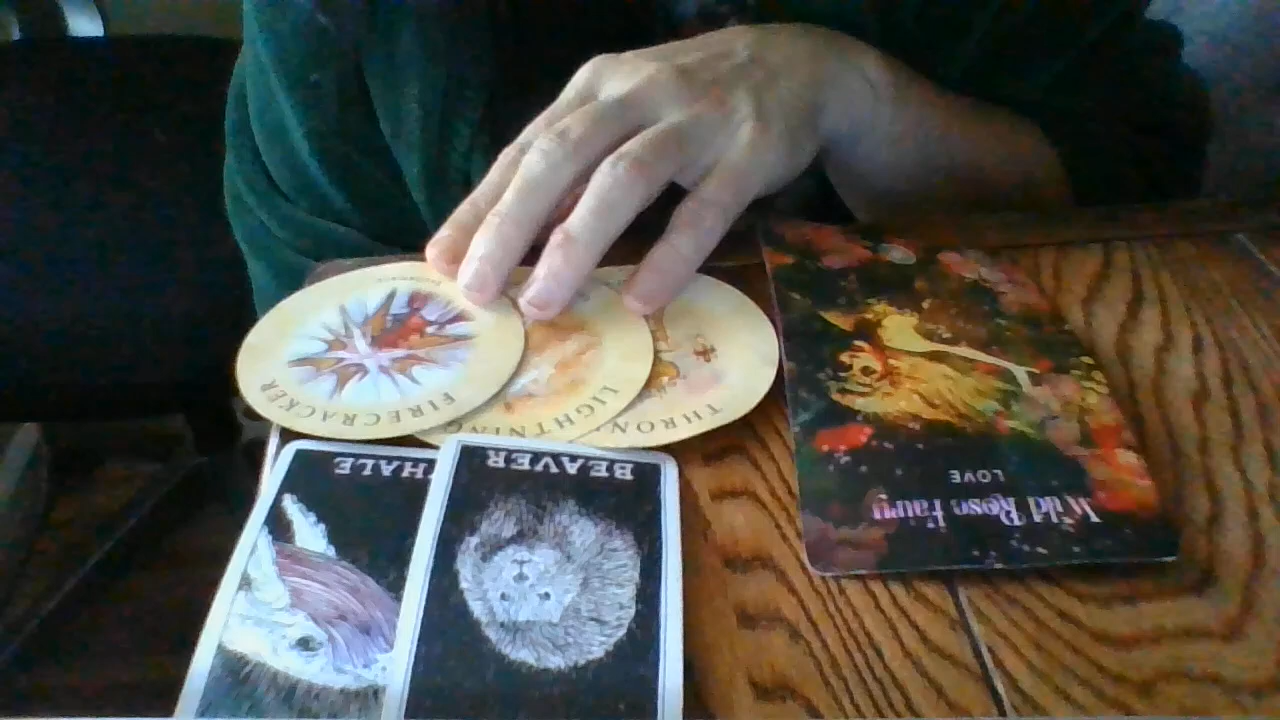 FIRECRACKER
LIGHTNING
THRON
HALE
BEAVER
LOVE
Wild Rose Fairy